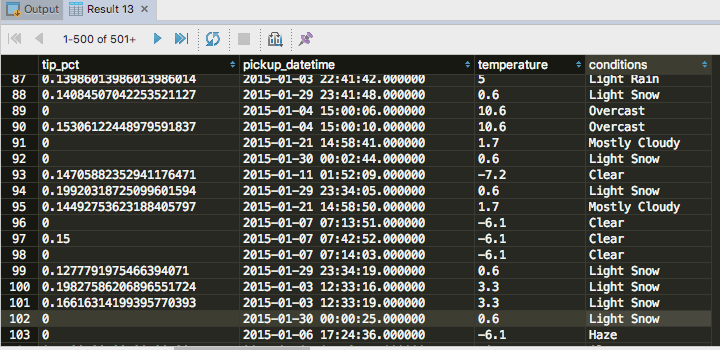 Output Result 13 ×
1-500 of 501+
tip_pct pickup_datetime temperature conditions
87 0.13986013986013986014 2015-01-03 22:41:42.000000 5 Light Rain
88 0.14084507042253521127 2015-01-29 23:41:48.000000 0.6 Light Snow
89 0 2015-01-04 15:00:06.000000 10.6 Overcast
90 0.15306122448979591837 2015-01-04 15:00:10.000000 10.6 Overcast
91 0 2015-01-21 14:58:41.000000 1.7 Mostly Cloudy
92 0 2015-01-30 00:02:44.000000 0.6 Light Snow
93 0.14705882352941176471 2015-01-11 01:52:09.000000 -7.2 Clear
94 0.19920318725099601594 2015-01-29 23:34:05.000000 0.6 Light Snow
95 0.14492753623188405797 2015-01-21 14:58:50.000000 1.7 Mostly Cloudy
96 0 2015-01-07 07:13:51.000000 -6.1 Clear
97 0.15 2015-01-07 07:42:52.000000 -6.1 Clear
98 0 2015-01-07 07:14:03.000000 -6.1 Clear
99 0.1277791975466394071 2015-01-29 23:34:19.000000 0.6 Light Snow
100 0.19827586206896551724 2015-01-03 12:33:16.000000 3.3 Light Snow
101 0.16616314199395770393 2015-01-03 12:33:19.000000 3.3 Light Snow
102 0 2015-01-30 00:00:25.000000 0.6 Light Snow
103 0 2015-01-06 17:24:36.000000 -6.1 Haze